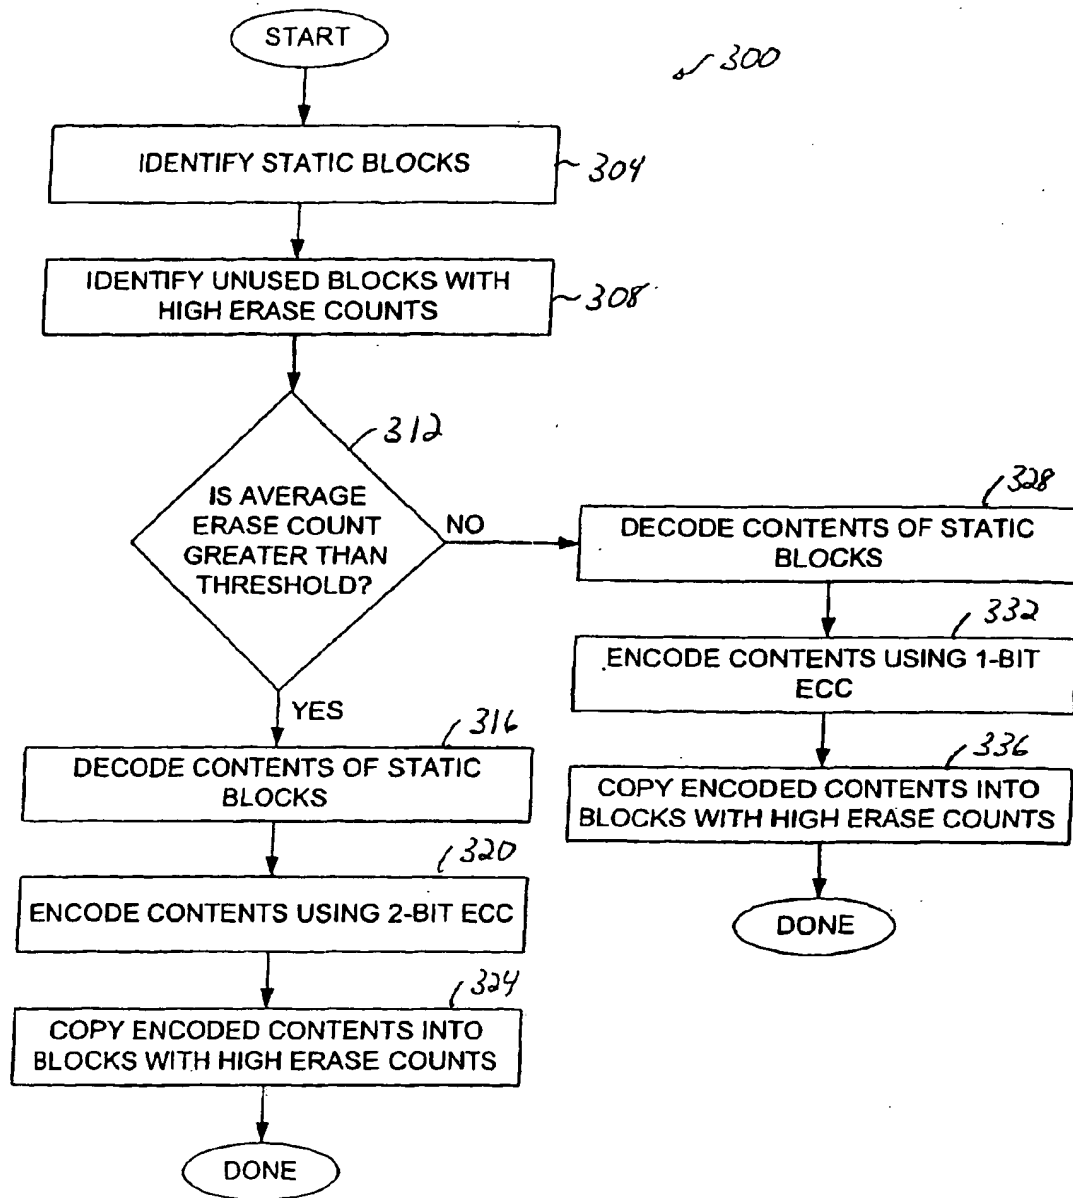 START
300
IDENTIFY STATIC BLOCKS
304
IDENTIFY UNUSED BLOCKS WITH
HIGH ERASE COUNTS
308
312
IS AVERAGE
ERASE COUNT
GREATER THAN
THRESHOLD?
NO
YES
328
DECODE CONTENTS OF STATIC
BLOCKS
332
ENCODE CONTENTS USING 1-BIT
ECC
336
COPY ENCODED CONTENTS INTO
BLOCKS WITH HIGH ERASE COUNTS
DONE
316
DECODE CONTENTS OF STATIC
BLOCKS
320
ENCODE CONTENTS USING 2-BIT ECC
324
COPY ENCODED CONTENTS INTO
BLOCKS WITH HIGH ERASE COUNTS
DONE